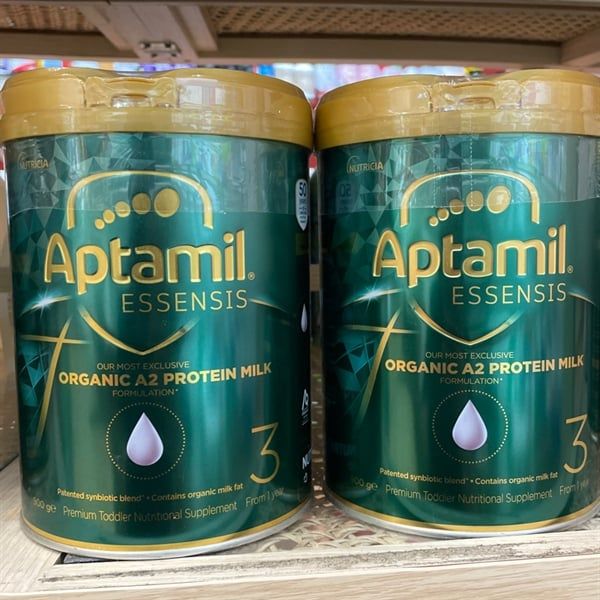 NUTRICIA
Aptamil®
ESSENSIS
OUR MOST EXCLUSIVE
ORGANIC A2 PROTEIN MILK
FORMULATION*
3
Patented synbiotic blend* • Contains organic milk fat
900 g℮ Premium Toddler Nutritional Supplement From 1 year
NUTRICIA
Aptamil®
ESSENSIS
OUR MOST EXCLUSIVE
ORGANIC A2 PROTEIN MILK
FORMULATION*
3
Patented synbiotic blend* • Contains organic milk fat
900 g℮ Premium Toddler Nutritional Supplement From 1 year